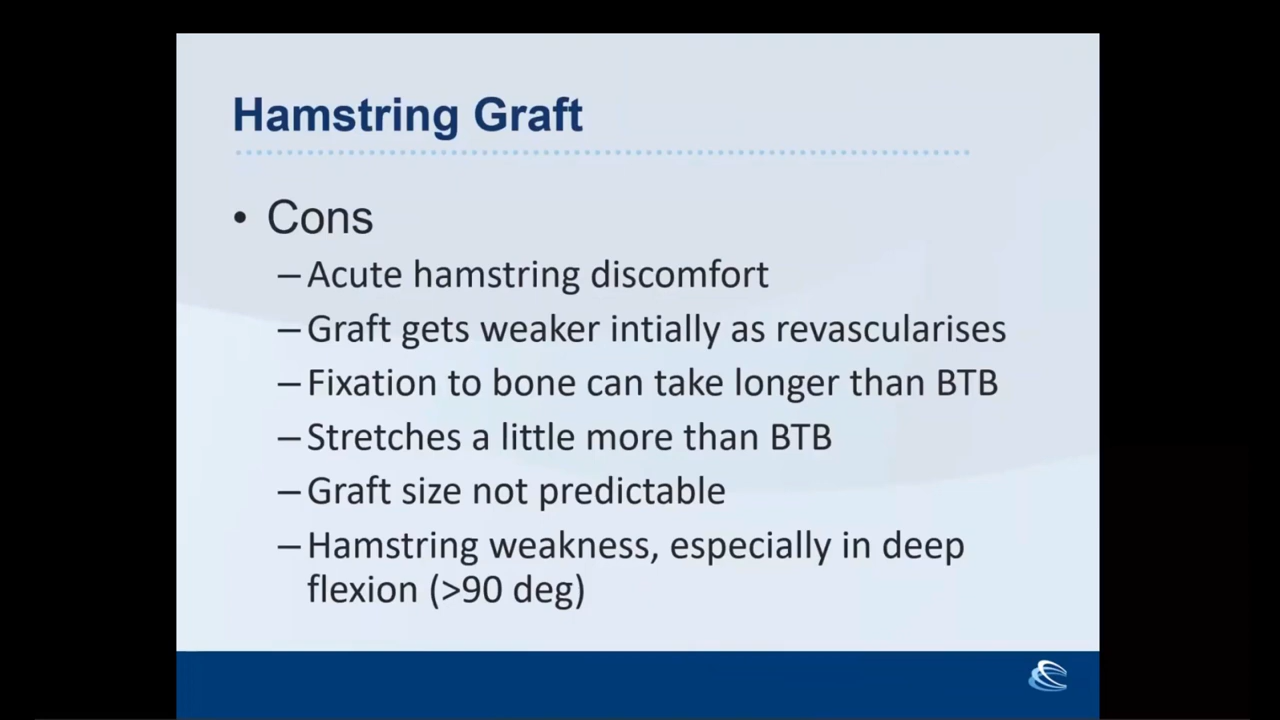 Hamstring Graft
• Cons
–Acute hamstring discomfort
–Graft gets weaker intially as revascularises
–Fixation to bone can take longer than BTB
–Stretches a little more than BTB
–Graft size not predictable
–Hamstring weakness, especially in deep
flexion (>90 deg)